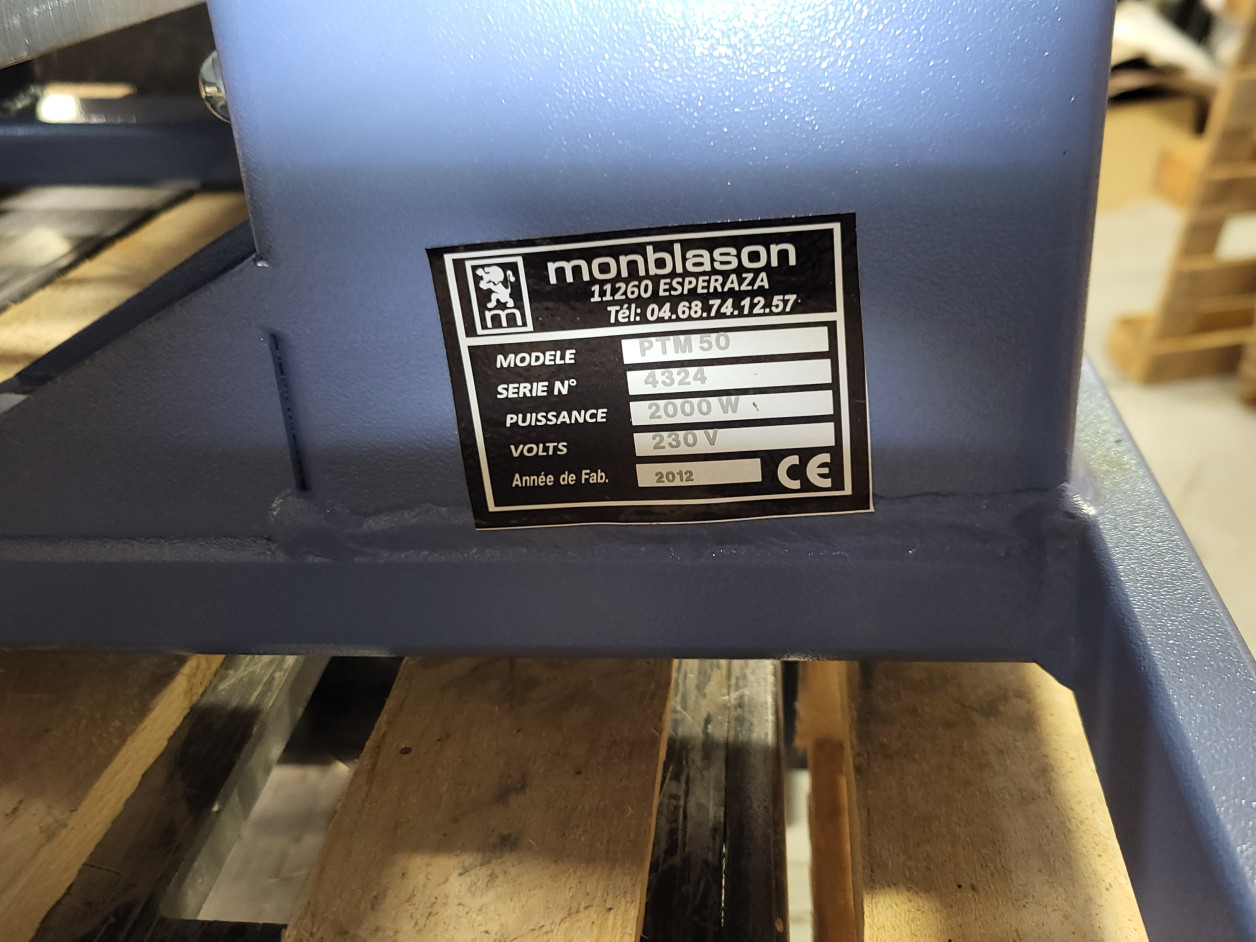 monblason
11260 ESPERAZA
Tél: 04.68.74.12.57
m
MODELE PTM 50
SERIE N° 4324
PUISSANCE 2000 W
VOLTS 230 V
Année de Fab. 2012 CE